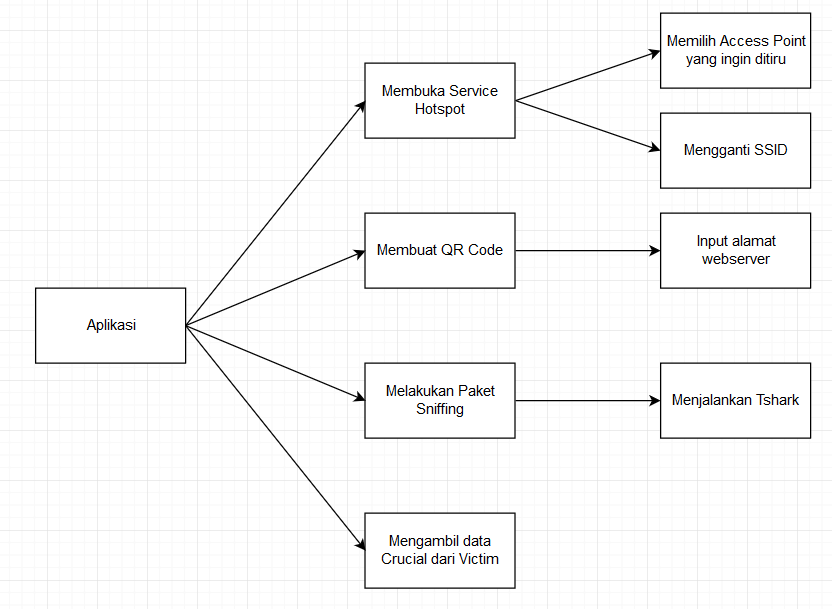 Aplikasi
Membuka Service
Hotspot
Memilih Access Point
yang ingin ditiru
Mengganti SSID
Membuat QR Code
Input alamat
webserver
Melakukan Paket
Sniffing
Menjalankan Tshark
Mengambil data
Crucial dari Victim